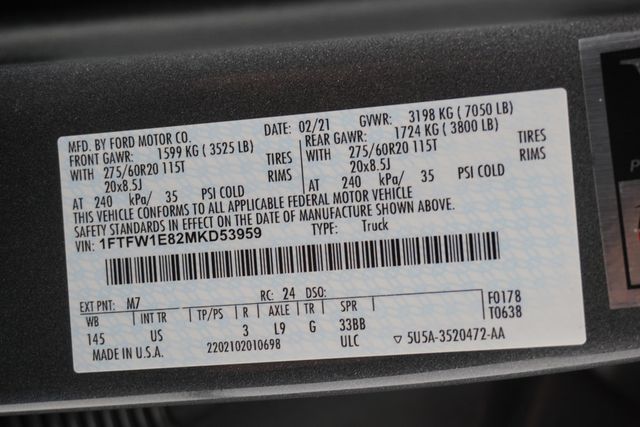 MFD. BY FORD MOTOR CO. DATE: 02/21 GVWR: 3198 KG ( 7050 LB)
FRONT GAWR: 1599 KG ( 3525 LB) REAR GAWR: 1724 KG ( 3800 LB)
WITH 275/60R20 115T TIRES WITH 275/60R20 115T TIRES
20x8.5J RIMS 20x8.5J RIMS
AT 240 kPa/ 35 PSI COLD AT 240 kPa/ 35 PSI COLD
THIS VEHICLE CONFORMS TO ALL APPLICABLE FEDERAL MOTOR VEHICLE
SAFETY STANDARDS IN EFFECT ON THE DATE OF MANUFACTURE SHOWN ABOVE.
VIN: 1FTFW1E82MKD53959 TYPE: Truck
EXT PNT: M7 RC: 24 DSO: F0178
WB INT TR TP/PS R AXLE TR SPR T0638
145 US 3 L9 G 33BB
MADE IN U.S.A. 2202102010698 ULC ▽ 5U5A-3520472-AA